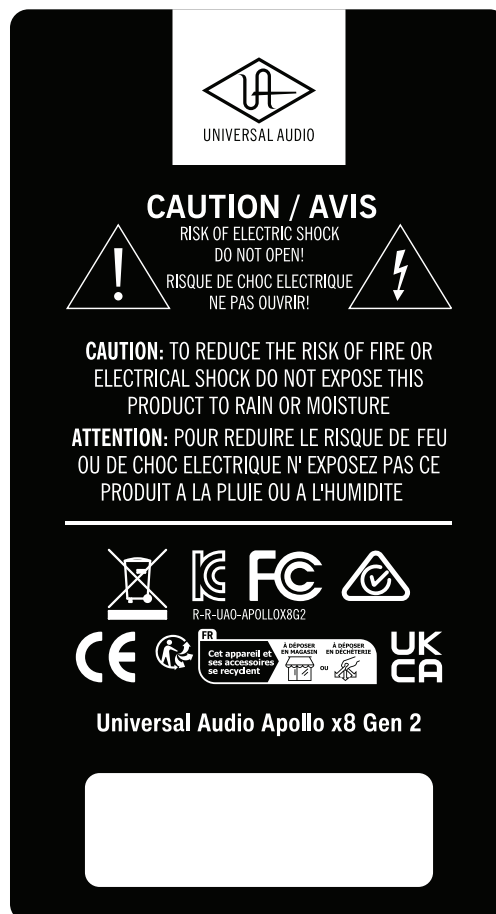 UNIVERSAL AUDIO
CAUTION / AVIS
RISK OF ELECTRIC SHOCK
DO NOT OPEN!
RISQUE DE CHOC ELECTRIQUE
NE PAS OUVRIR!
CAUTION: TO REDUCE THE RISK OF FIRE OR
ELECTRICAL SHOCK DO NOT EXPOSE THIS
PRODUCT TO RAIN OR MOISTURE
ATTENTION: POUR REDUIRE LE RISQUE DE FEU
OU DE CHOC ELECTRIQUE N' EXPOSEZ PAS CE
PRODUIT A LA PLUIE OU A L'HUMIDITE
FC
R-R-UAO-APOLLOX8G2
CE
FR
Cet appareil et
ses accessoires
se recyclent
À DÉPOSER
EN MAGASIN
OU
À DÉPOSER
EN DÉCHÈTERIE
UK
CA
Universal Audio Apollo x8 Gen 2